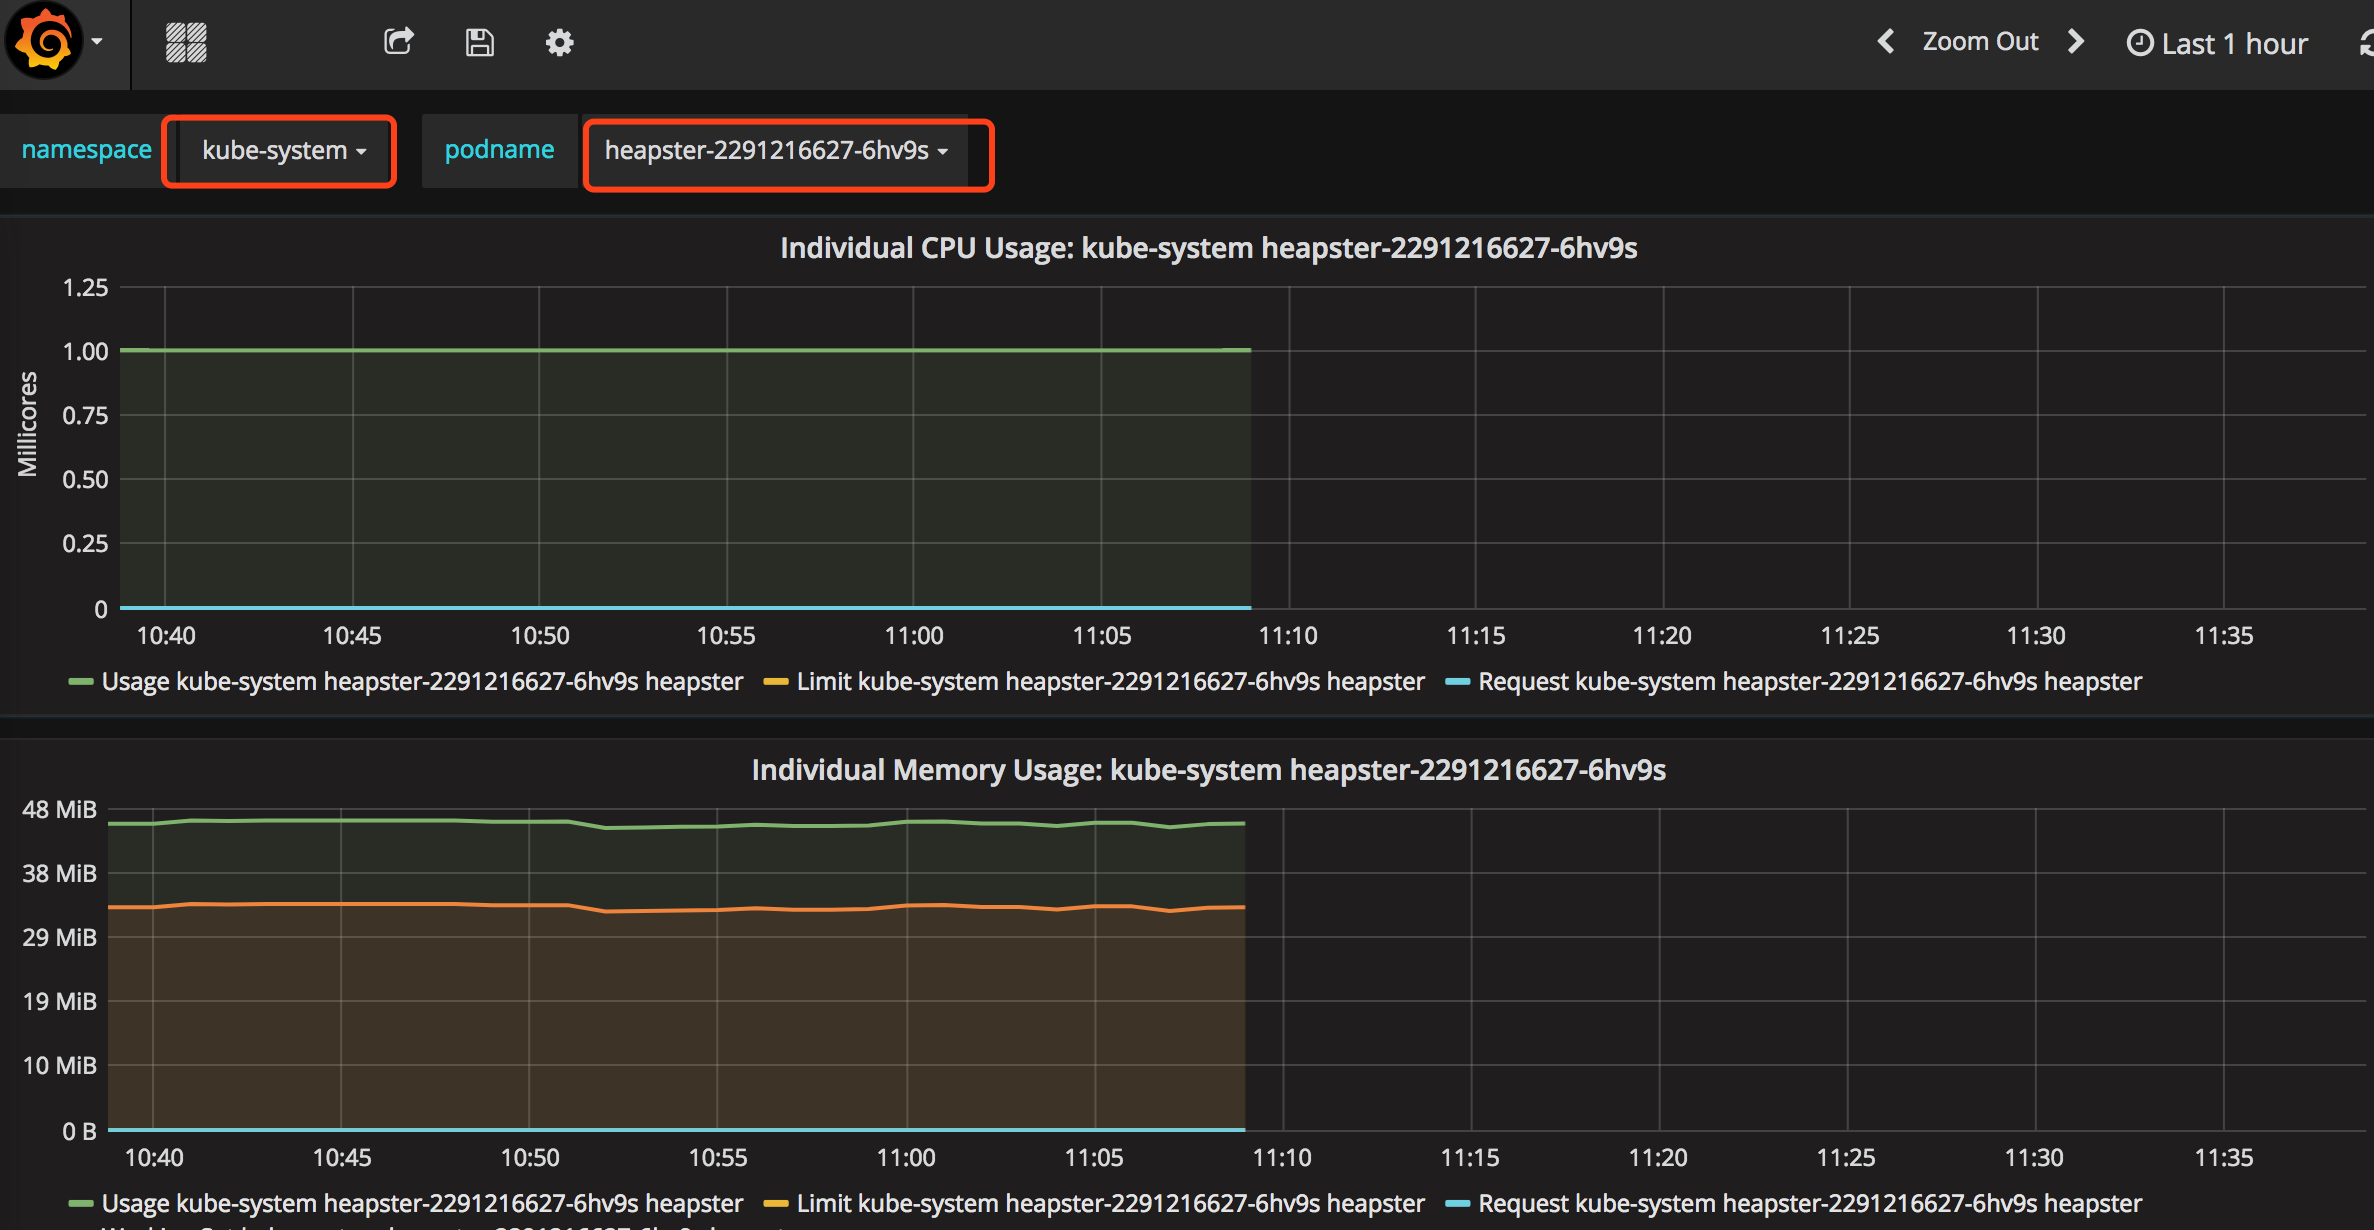 Zoom Out Last 1 hour
namespace kube-system podname heapster-2291216627-6hv9s
Individual CPU Usage: kube-system heapster-2291216627-6hv9s
Millicores
1.25
1.00
0.75
0.50
0.25
0
10:40 10:45 10:50 10:55 11:00 11:05 11:10 11:15 11:20 11:25 11:30 11:35
Usage kube-system heapster-2291216627-6hv9s heapster Limit kube-system heapster-2291216627-6hv9s heapster Request kube-system heapster-2291216627-6hv9s heapster
Individual Memory Usage: kube-system heapster-2291216627-6hv9s
48 MiB
38 MiB
29 MiB
19 MiB
10 MiB
0 B
10:40 10:45 10:50 10:55 11:00 11:05 11:10 11:15 11:20 11:25 11:30 11:35
Usage kube-system heapster-2291216627-6hv9s heapster Limit kube-system heapster-2291216627-6hv9s heapster Request kube-system heapster-2291216627-6hv9s heapster